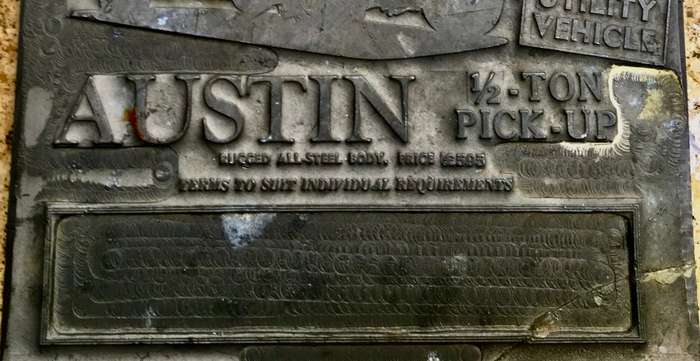 UTILITY
VEHICLE
AUSTIN
½-TON
PICK-UP
RUGGED ALL-STEEL BODY. PRICE £595
TERMS TO SUIT INDIVIDUAL REQUIREMENTS